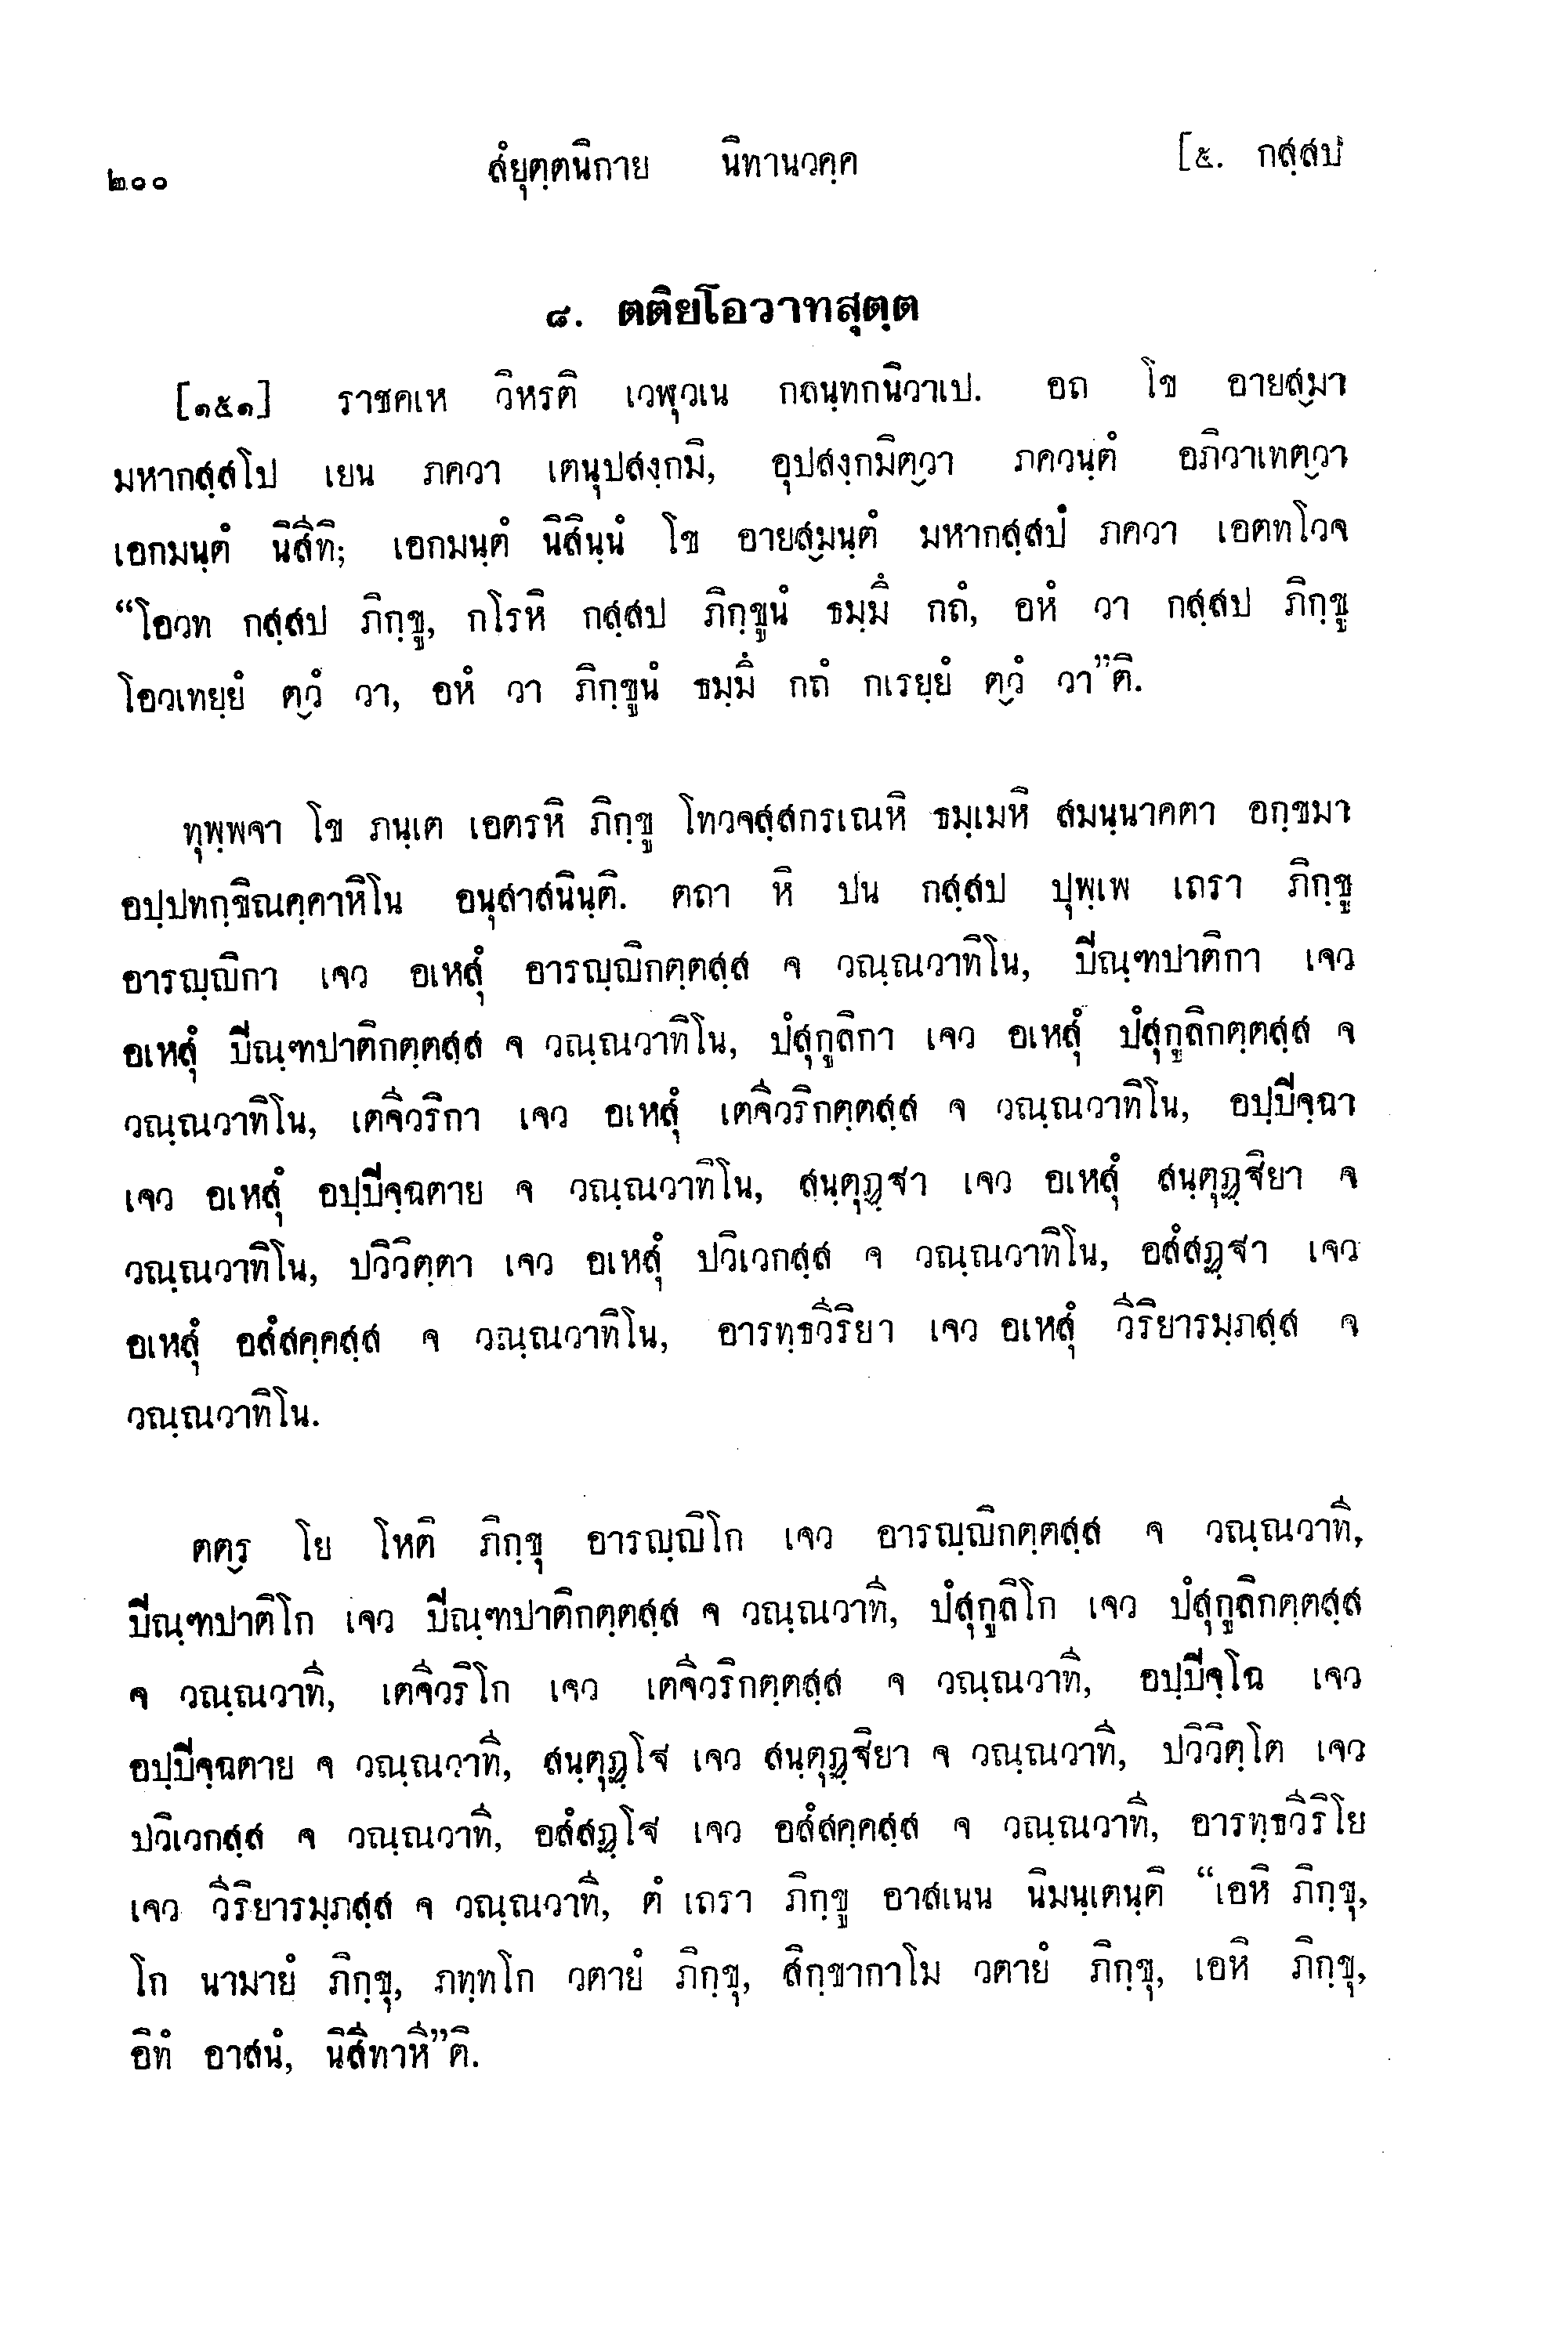 ๒๐๐ สํยุตฺตนิกาย นิทานวคฺค [๕. กสฺสป
๘. ตติยโอวาทสุตฺต
[๑๕๑] ราชคเห วิหรติ เวฬุวเน กลนฺทกนิวาเป. อถ โข อายสฺมา
มหากสฺสโป เยน ภควา เตนุปสงฺกมิ, อุปสงฺกมิตฺวา ภควนฺตํ อภิวาเทตฺวา
เอกมนฺตํ นิสีทิ; เอกมนฺตํ นิสินฺนํ โข อายสฺมนฺตํ มหากสฺสปํ ภควา เอตทโวจ
“โอวท กสฺสป ภิกฺขู, กโรหิ กสฺสป ภิกฺขูนํ ธมฺมึ กถํ, อหํ วา กสฺสป ภิกฺขู
โอวเทยฺยํ ตฺวํ วา, อหํ วา ภิกฺขูนํ ธมฺมึ กถํ กเรยฺยํ ตฺวํ วา”ติ.
ทุพฺพจา โข ภนฺเต เอตรหิ ภิกฺขู โทวจสฺสกรเณหิ ธมฺเมหิ สมนฺนาคตา อกฺขมา
อปฺปทกฺขิณคฺคาหิโน อนุสาสนินฺติ. ตถา หิ ปน กสฺสป ปุพฺเพ เถรา ภิกฺขู
อารญฺญิกา เจว อเหสุํ อารญฺญิกตฺตสฺส จ วณฺณวาทิโน, ปิณฺฑปาติกา เจว
อเหสุํ ปิณฺฑปาติกตฺตสฺส จ วณฺณวาทิโน, ปํสุกูลิกา เจว อเหสุํ ปํสุกูลิกตฺตสฺส จ
วณฺณวาทิโน, เตจีวริกา เจว อเหสุํ เตจีวริกตฺตสฺส จ วณฺณวาทิโน, อปฺปิจฺฉา
เจว อเหสุํ อปฺปิจฺฉตาย จ วณฺณวาทิโน, สนฺตุฏฺฐา เจว อเหสุํ สนฺตุฏฺฐิยา จ
วณฺณวาทิโน, ปวิวิตฺตา เจว อเหสุํ ปวิเวกสฺส จ วณฺณวาทิโน, อสํสฏฺฐา เจว
อเหสุํ อสํสคฺคสฺส จ วณฺณวาทิโน, อารทฺธวีริยา เจว อเหสุํ วีริยารมฺภสฺส จ
วณฺณวาทิโน.
ตตฺร โย โหติ ภิกฺขุ อารญฺญิโก เจว อารญฺญิกตฺตสฺส จ วณฺณวาที,
ปิณฺฑปาติโก เจว ปิณฺฑปาติกตฺตสฺส จ วณฺณวาที, ปํสุกูลิโก เจว ปํสุกูลิกตฺตสฺส
จ วณฺณวาที, เตจีวริโก เจว เตจีวริกตฺตสฺส จ วณฺณวาที, อปฺปิจฺโฉ เจว
อปฺปิจฺฉตาย จ วณฺณวาที, สนฺตุฏฺโฐ เจว สนฺตุฏฺฐิยา จ วณฺณวาที, ปวิวิตฺโต เจว
ปวิเวกสฺส จ วณฺณวาที, อสํสฏฺโฐ เจว อสํสคฺคสฺส จ วณฺณวาที, อารทฺธวีริโย
เจว วีริยารมฺภสฺส จ วณฺณวาที, ตํ เถรา ภิกฺขู อาสเนน นิมนฺเตนฺติ “เอหิ ภิกฺขุ,
โก นามายํ ภิกฺขุ, ภทฺทโก วตายํ ภิกฺขุ, สิกฺขากาโม วตายํ ภิกฺขุ, เอหิ ภิกฺขุ,
อิทํ อาสนํ, นิสีทาหี”ติ.